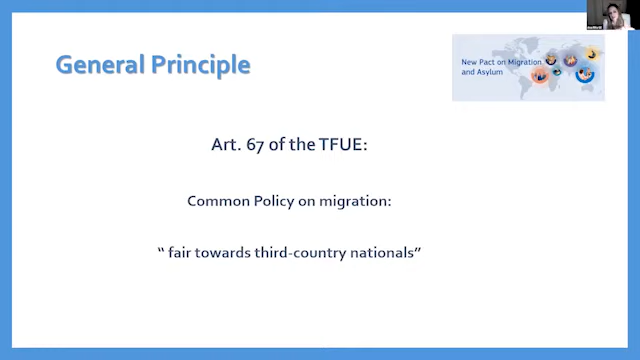 General Principle
New Pact on Migration
and Asylum
Art. 67 of the TFUE:
Common Policy on migration:
“ fair towards third-country nationals”